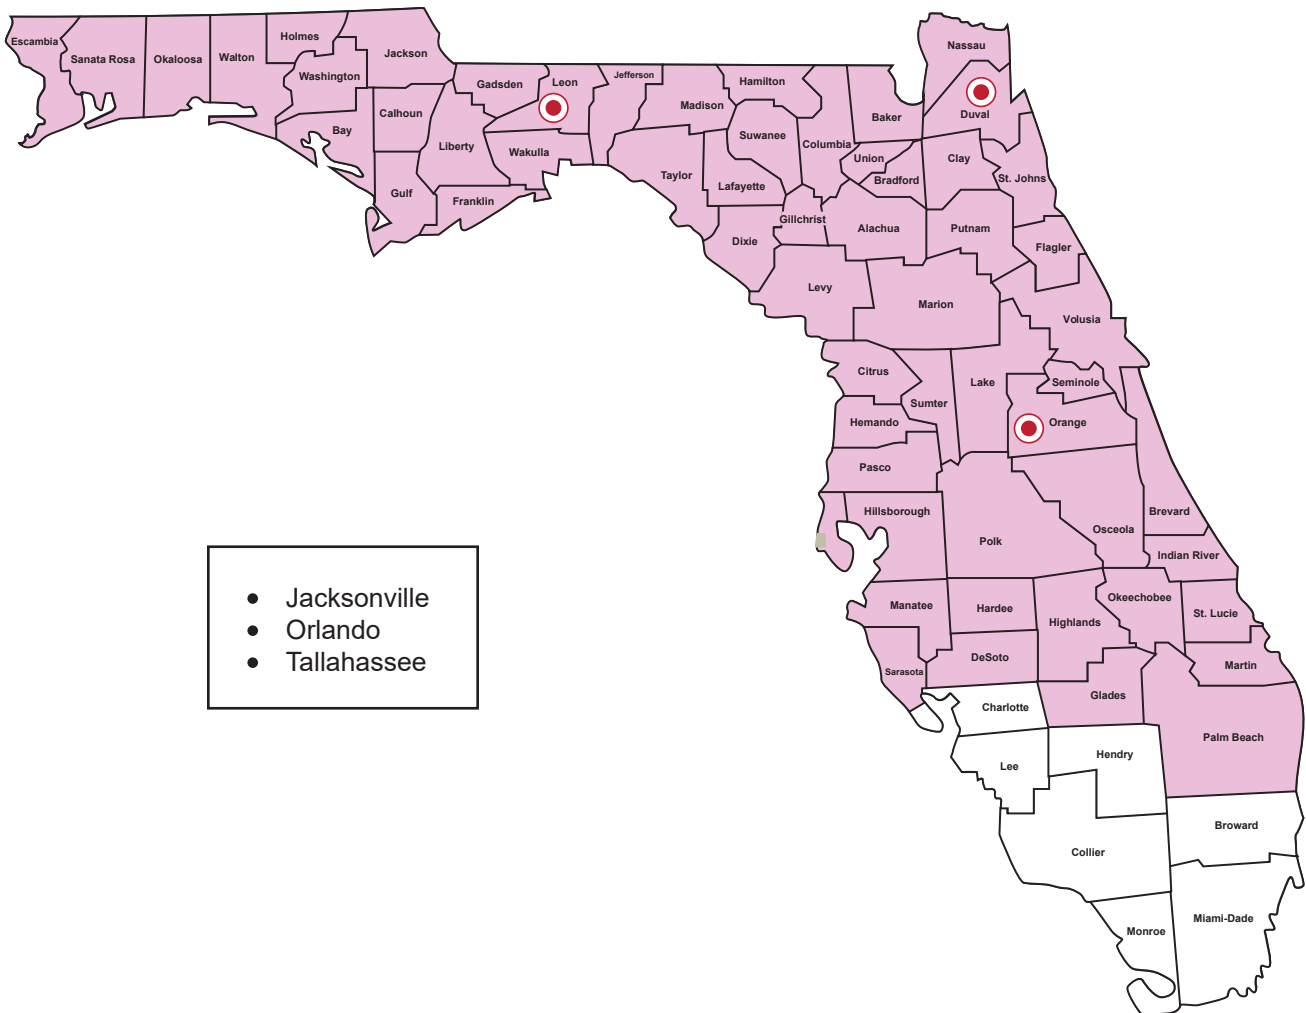 Escambia
Sanata Rosa
Okaloosa
Walton
Holmes
Washington
Jackson
Bay
Calhoun
Gulf
Liberty
Gadsden
Leon
Wakulla
Franklin
Jefferson
Madison
Taylor
Hamilton
Suwanee
Lafayette
Dixie
Columbia
Gillchrist
Baker
Union
Bradford
Nassau
Duval
Clay
St. Johns
Alachua
Putnam
Flagler
Levy
Marion
Volusia
Citrus
Sumter
Lake
Seminole
Orange
Hemando
Pasco
Hillsborough
Polk
Osceola
Brevard
Indian River
Manatee
Hardee
Highlands
Okeechobee
St. Lucie
Sarasota
DeSoto
Glades
Martin
Charlotte
Lee
Hendry
Palm Beach
Collier
Broward
Monroe
Miami-Dade
• Jacksonville
• Orlando
• Tallahassee